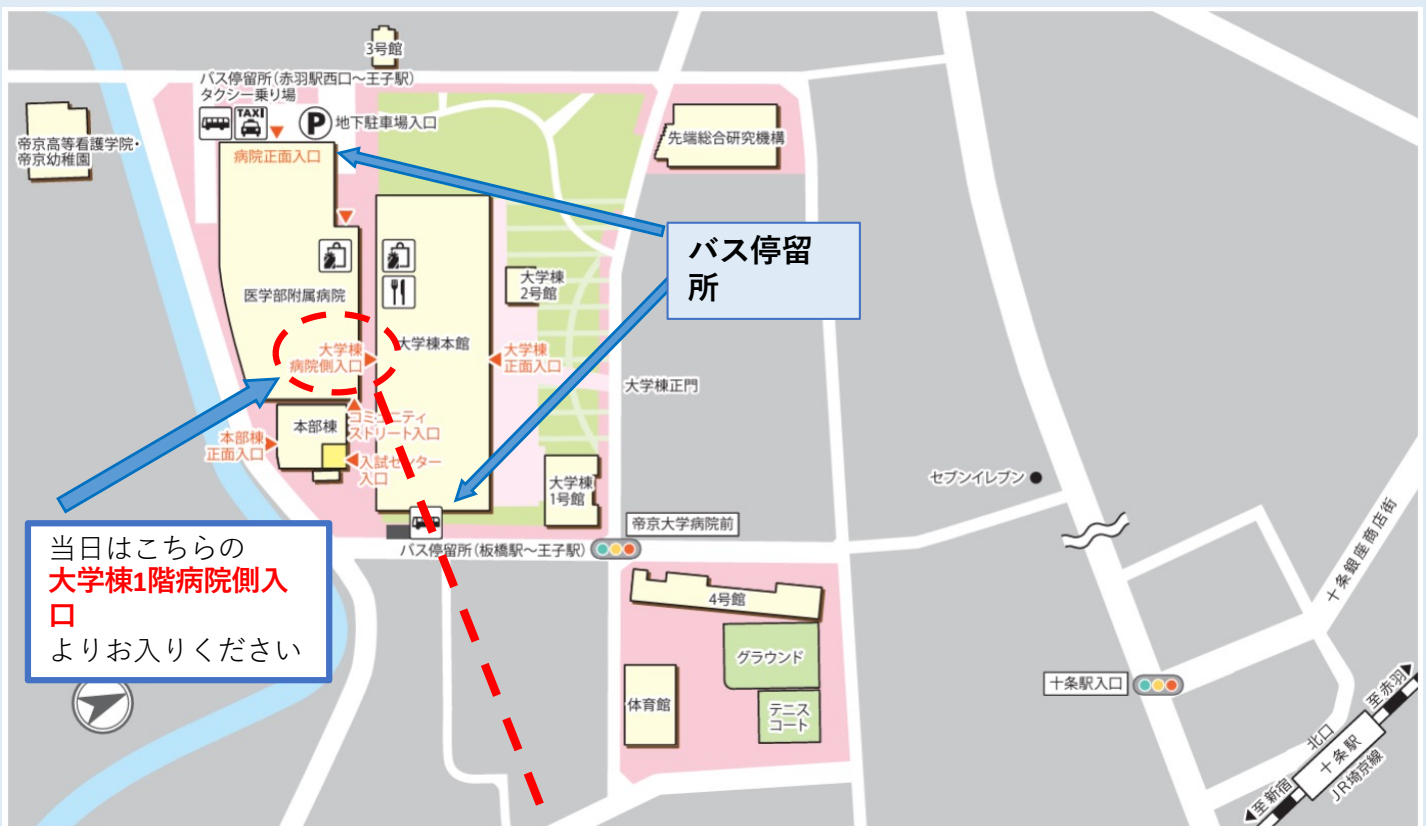 3号館
バス停留所(赤羽駅西口～王子駅)
タクシー乗り場
TAXI
P
地下駐車場入口
帝京高等看護学院・
帝京幼稚園
病院正面入口
先端総合研究機構
バス停留
所
医学部附属病院
大学棟
2号館
大学棟本館
大学棟
病院側入口
大学棟
正面入口
大学棟正門
コミュニティ
ストリート入口
本部棟
本部棟
正面入口
入試センター
入口
大学棟
1号館
セブンイレブン
帝京大学病院前
バス停留所(板橋駅～王子駅)
当日はこちらの
大学棟1階病院側入
口
よりお入りください
4号館
グラウンド
体育館
テニス
コート
十条銀座商店街
十条駅入口
至赤羽
北口
十条駅
JR埼京線
至新宿